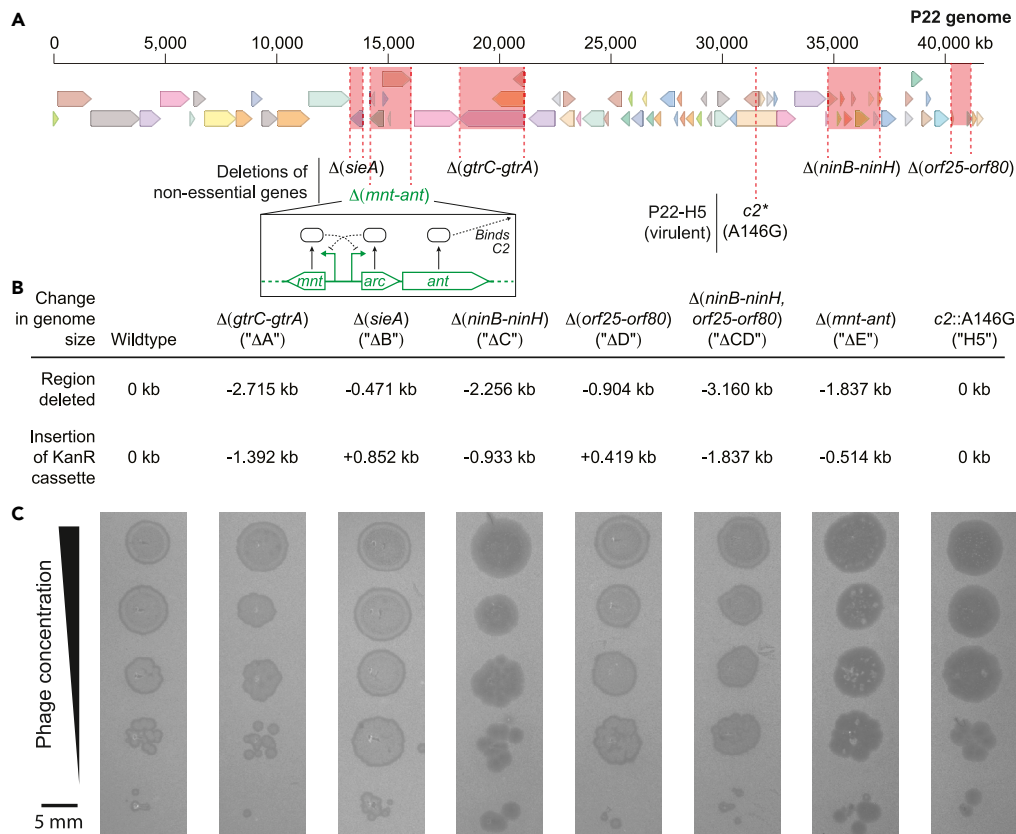 A
P22 genome
0 5,000 10,000 15,000 20,000 25,000 30,000 35,000 40,000 kb
Deletions of
non-essential genes
Δ(sieA)
Δ(gtrC-gtrA)
Δ(ninB-ninH)
Δ(orf25-orf80)
Δ(mnt-ant)
P22-H5
(virulent)
c2*
(A146G)
Binds
C2
mnt arc ant
B
Change
in genome
size
Wildtype
Δ(gtrC-gtrA)
("ΔA")
Δ(sieA)
("ΔB")
Δ(ninB-ninH)
("ΔC")
Δ(orf25-orf80)
("ΔD")
Δ(ninB-ninH,
orf25-orf80)
("ΔCD")
Δ(mnt-ant)
("ΔE")
c2::A146G
("H5")
Region
deleted
0 kb -2.715 kb -0.471 kb -2.256 kb -0.904 kb -3.160 kb -1.837 kb 0 kb
Insertion
of KanR
cassette
0 kb -1.392 kb +0.852 kb -0.933 kb +0.419 kb -1.837 kb -0.514 kb 0 kb
C
Phage concentration
5 mm